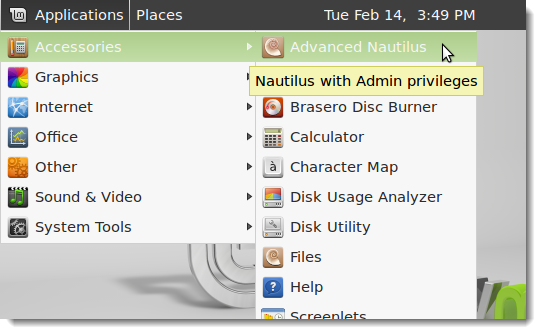 Applications Places Tue Feb 14, 3:49 PM
Accessories
Graphics
Internet
Office
Other
Sound & Video
System Tools
Advanced Nautilus
Nautilus with Admin privileges
Brasero Disc Burner
Calculator
à Character Map
Disk Usage Analyzer
Disk Utility
Files
? Help
Screenlets